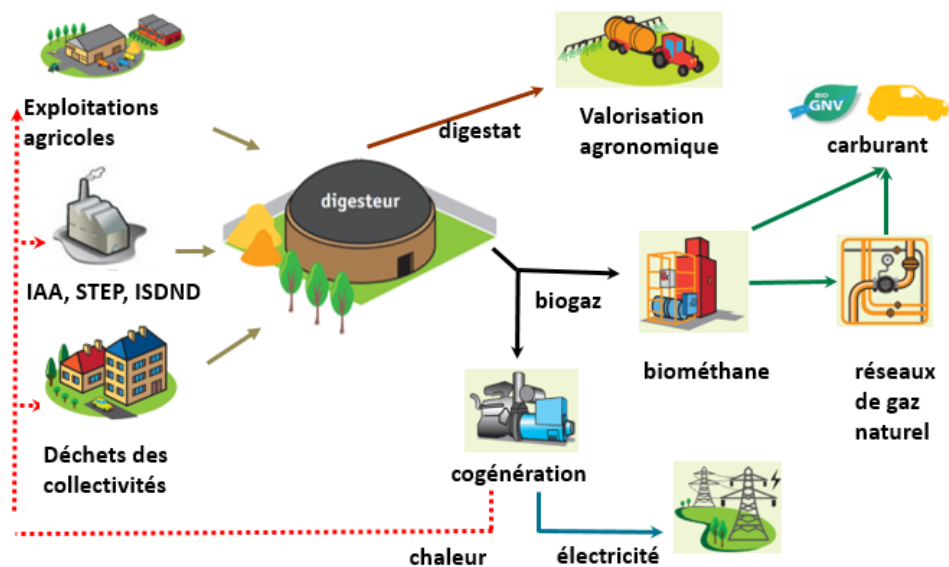 Exploitations
agricoles
IAA, STEP, ISDND
Déchets des
collectivités
digesteur
digestat
Valorisation
agronomique
BIO
GNV
carburant
biogaz
biométhane
réseaux
de gaz
naturel
cogénération
chaleur
électricité